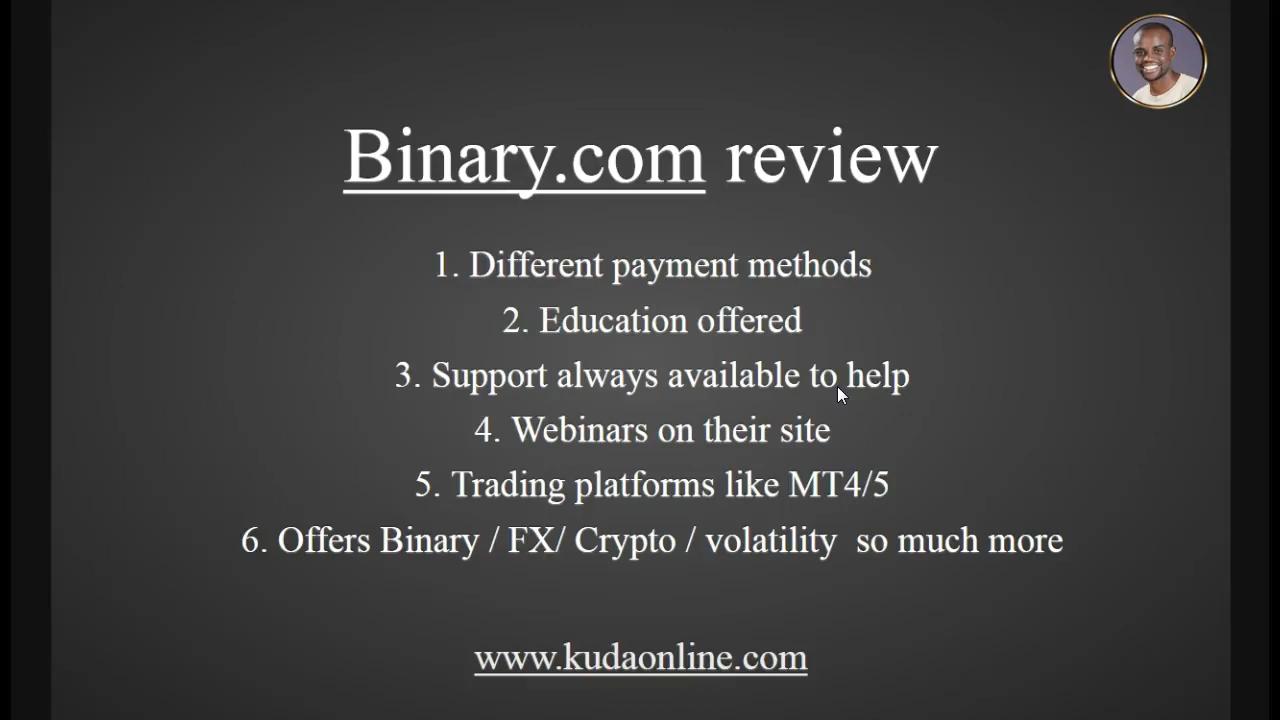 Binary.com review
1. Different payment methods
2. Education offered
3. Support always available to help
4. Webinars on their site
5. Trading platforms like MT4/5
6. Offers Binary / FX/ Crypto / volatility  so much more
www.kudaonline.com